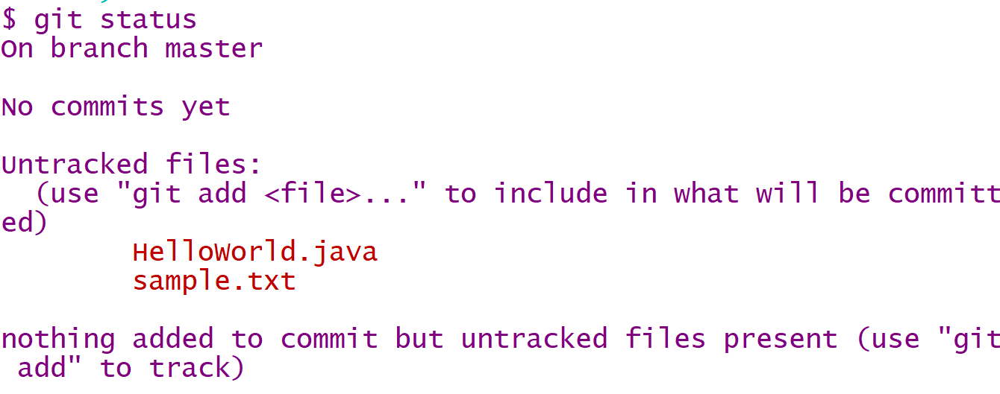 $ git status
On branch master
No commits yet
Untracked files:
  (use "git add <file>..." to include in what will be committ
ed)
        HelloWorld.java
        sample.txt
nothing added to commit but untracked files present (use "git
 add" to track)